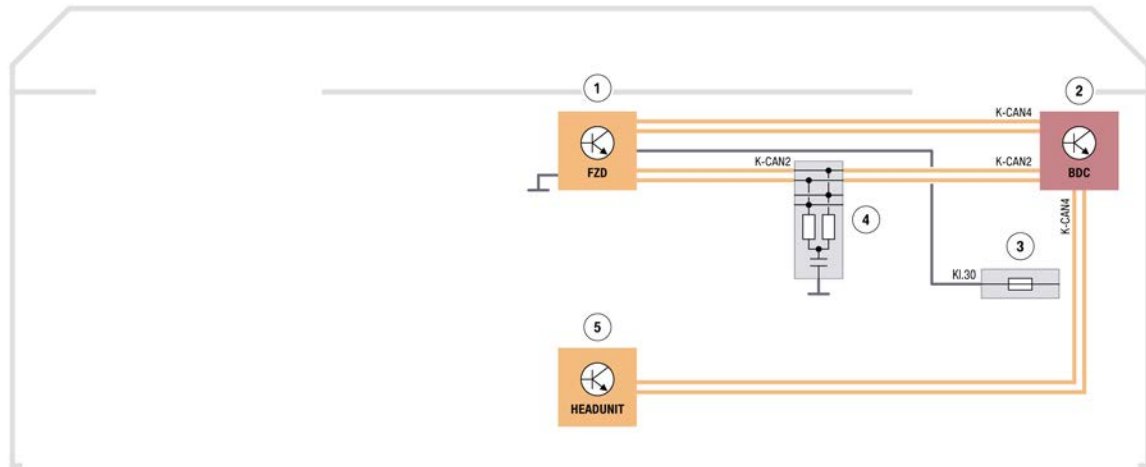 1
2
K-CAN4
FZD
K-CAN2
K-CAN2
BDC
K-CAN4
4
3
Kl.30
5
HEADUNIT